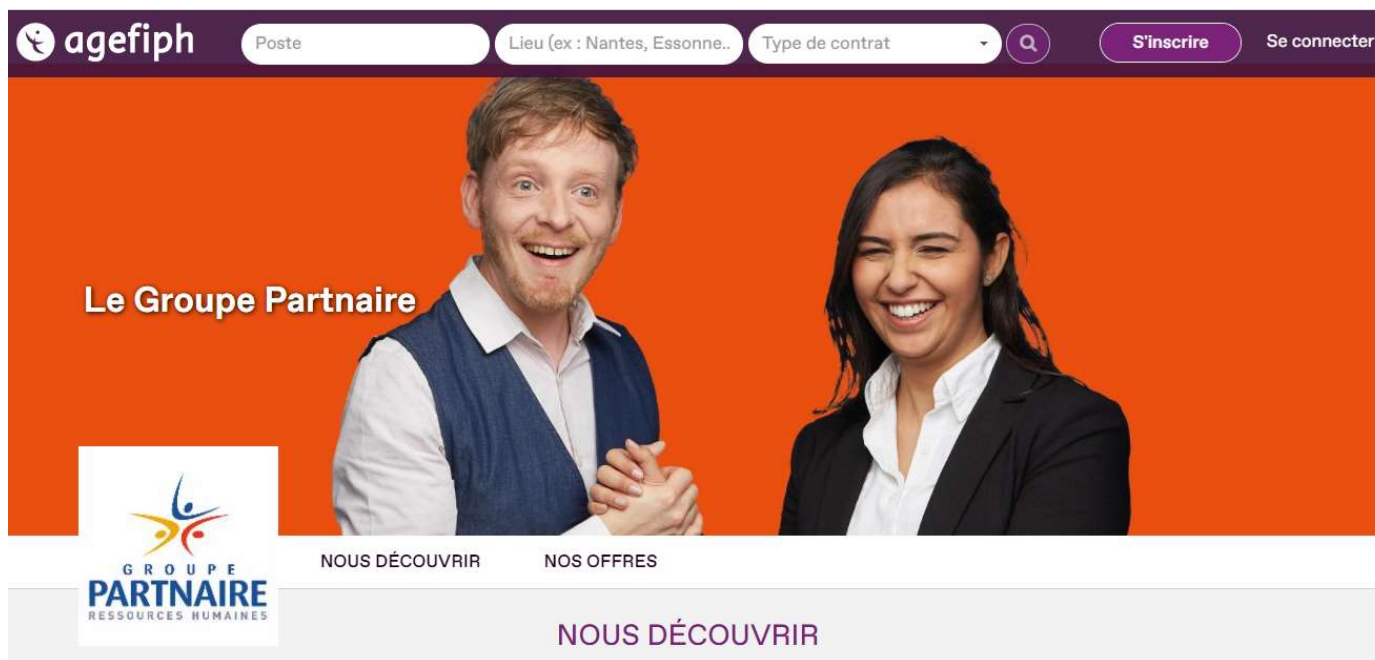 agefiph
Poste
Lieu (ex : Nantes, Essonne..
Type de contrat
S'inscrire
Se connecter
Le Groupe Partnaire
GROUPE
PARTNAIRE
RESSOURCES HUMAINES
NOUS DÉCOUVRIR
NOS OFFRES
NOUS DÉCOUVRIR